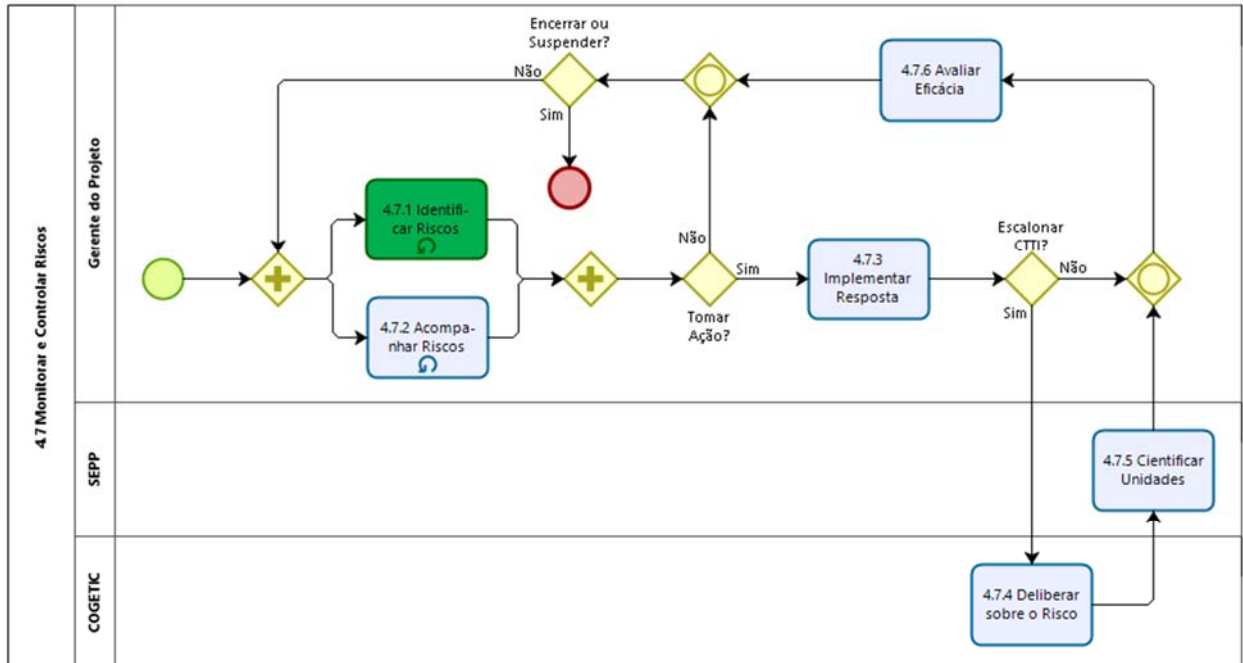 4.7 Monitorar e Controlar Riscos
Gerente do Projeto
Encerrar ou
Suspender?
Não
Sim
4.7.6 Avaliar
Eficácia
4.7.1 Identifi-
car Riscos
4.7.2 Acompa-
nhar Riscos
Não
Sim
Tomar
Ação?
4.7.3
Implementar
Resposta
Escalonar
CTTI?
Não
Sim
SEPP
4.7.5 Cientificar
Unidades
COGETIC
4.7.4 Deliberar
sobre o Risco